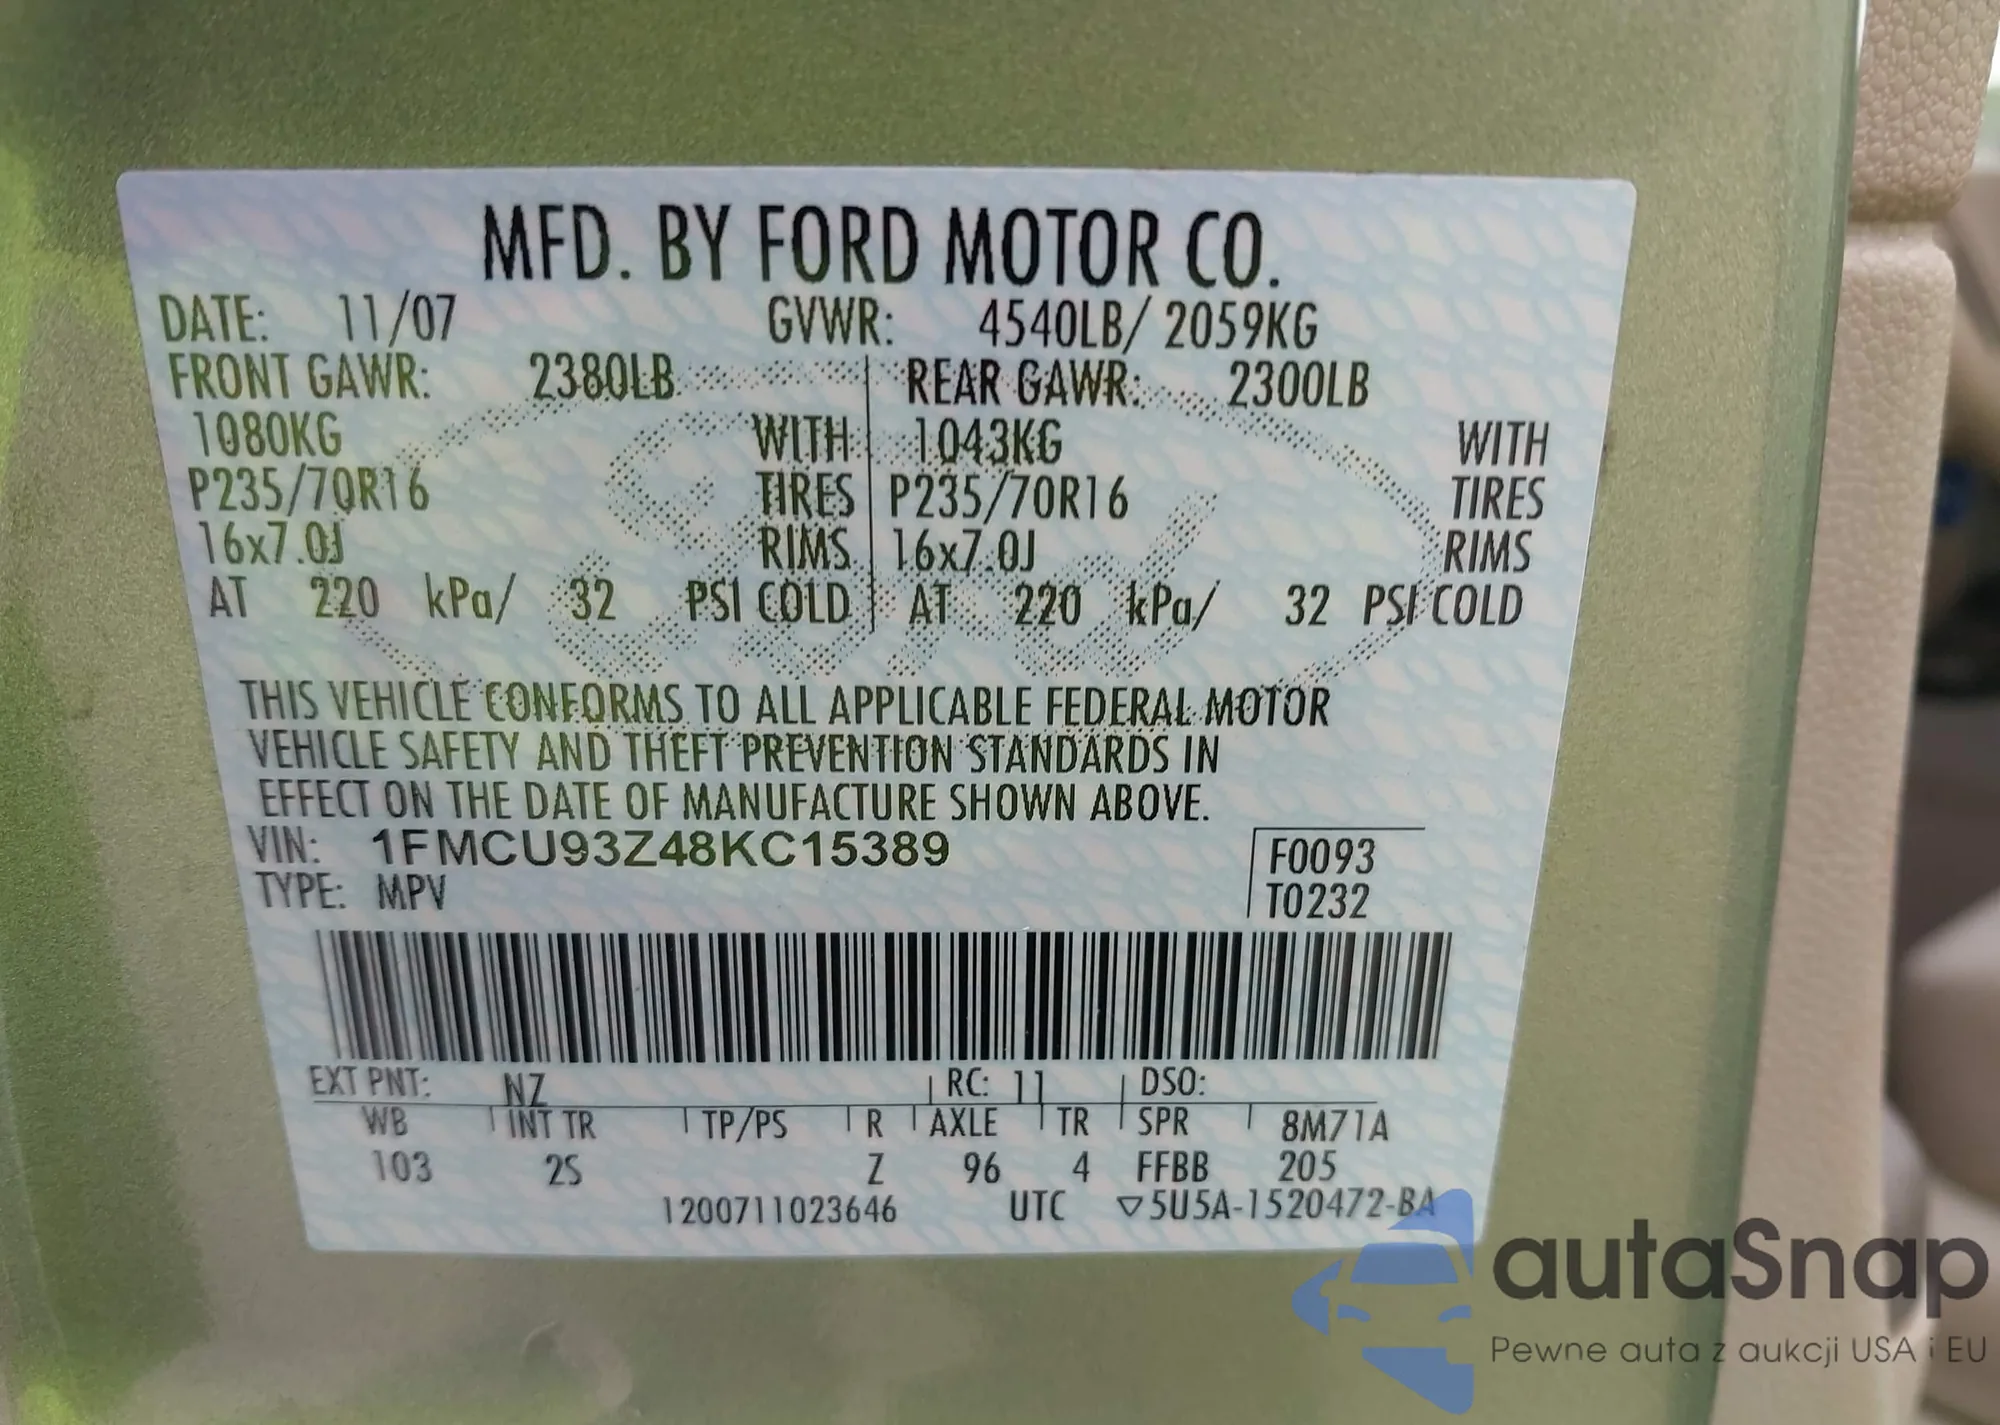 MFD. BY FORD MOTOR CO.
DATE: 11/07 GVWR: 4540LB/ 2059KG
FRONT GAWR: 2380LB REAR GAWR: 2300LB
1080KG WITH 1043KG WITH
P235/70R16 TIRES P235/70R16 TIRES
16x7.0J RIMS 16x7.0J RIMS
AT 220 kPa/ 32 PSI COLD AT 220 kPa/ 32 PSI COLD
THIS VEHICLE CONFORMS TO ALL APPLICABLE FEDERAL MOTOR
VEHICLE SAFETY AND THEFT PREVENTION STANDARDS IN
EFFECT ON THE DATE OF MANUFACTURE SHOWN ABOVE.
VIN: 1FMCU93Z48KC15389 F0093
TYPE: MPV T0232
EXT PNT: NZ RC: 11 DSO:
WB INT TR TP/PS R AXLE TR SPR 8M71A
103 2S Z 96 4 FFBB 205
1200711023646 UTC ▽5U5A-1520472-BA
autaSnap
Pewne auta z aukcji USA i EU